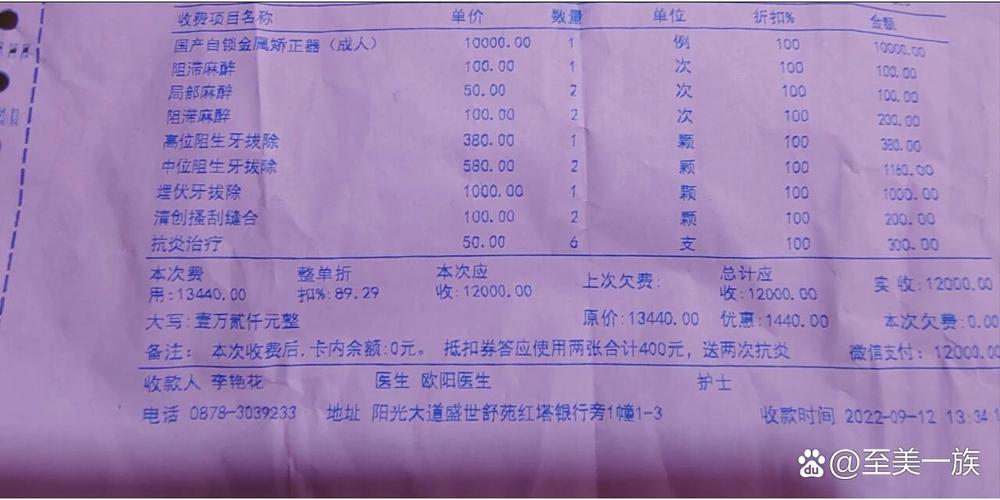 收费项目名称 单价 数量 单位 折扣% 金额
国产自锁金属矫正器（成人） 10000.00 1 例 100 10000.00
阻滞麻醉 100.00 1 次 100 100.00
局部麻醉 50.00 2 次 100 100.00
阻滞麻醉 100.00 2 次 100 200.00
高位阻生牙拔除 380.00 1 颗 100 380.00
中位阻生牙拔除 580.00 2 颗 100 1160.00
埋伏牙拔除 1000.00 1 颗 100 1000.00
清创搔刮缝合 100.00 2 颗 100 200.00
抗炎治疗 50.00 6 支 100 300.00
本次费用:13440.00 整单折扣%:89.29 本次应收:12000.00 上次欠费: 总计应收:12000.00 实收:12000.00
大写:壹万贰仟元整 原价:13440.00 优惠:1440.00 本次欠费:0.00
备注: 本次收费后,卡内余额:0元。 抵扣券答应使用两张合计400元，送两次抗炎 微信支付: 12000.00
收款人 李艳花 医生 欧阳医生 护士
电话 0878-3039233 地址 阳光大道盛世舒苑红塔银行旁1幢1-3 收款时间 2022-09-12 13:34:1
Bai du @至美一族